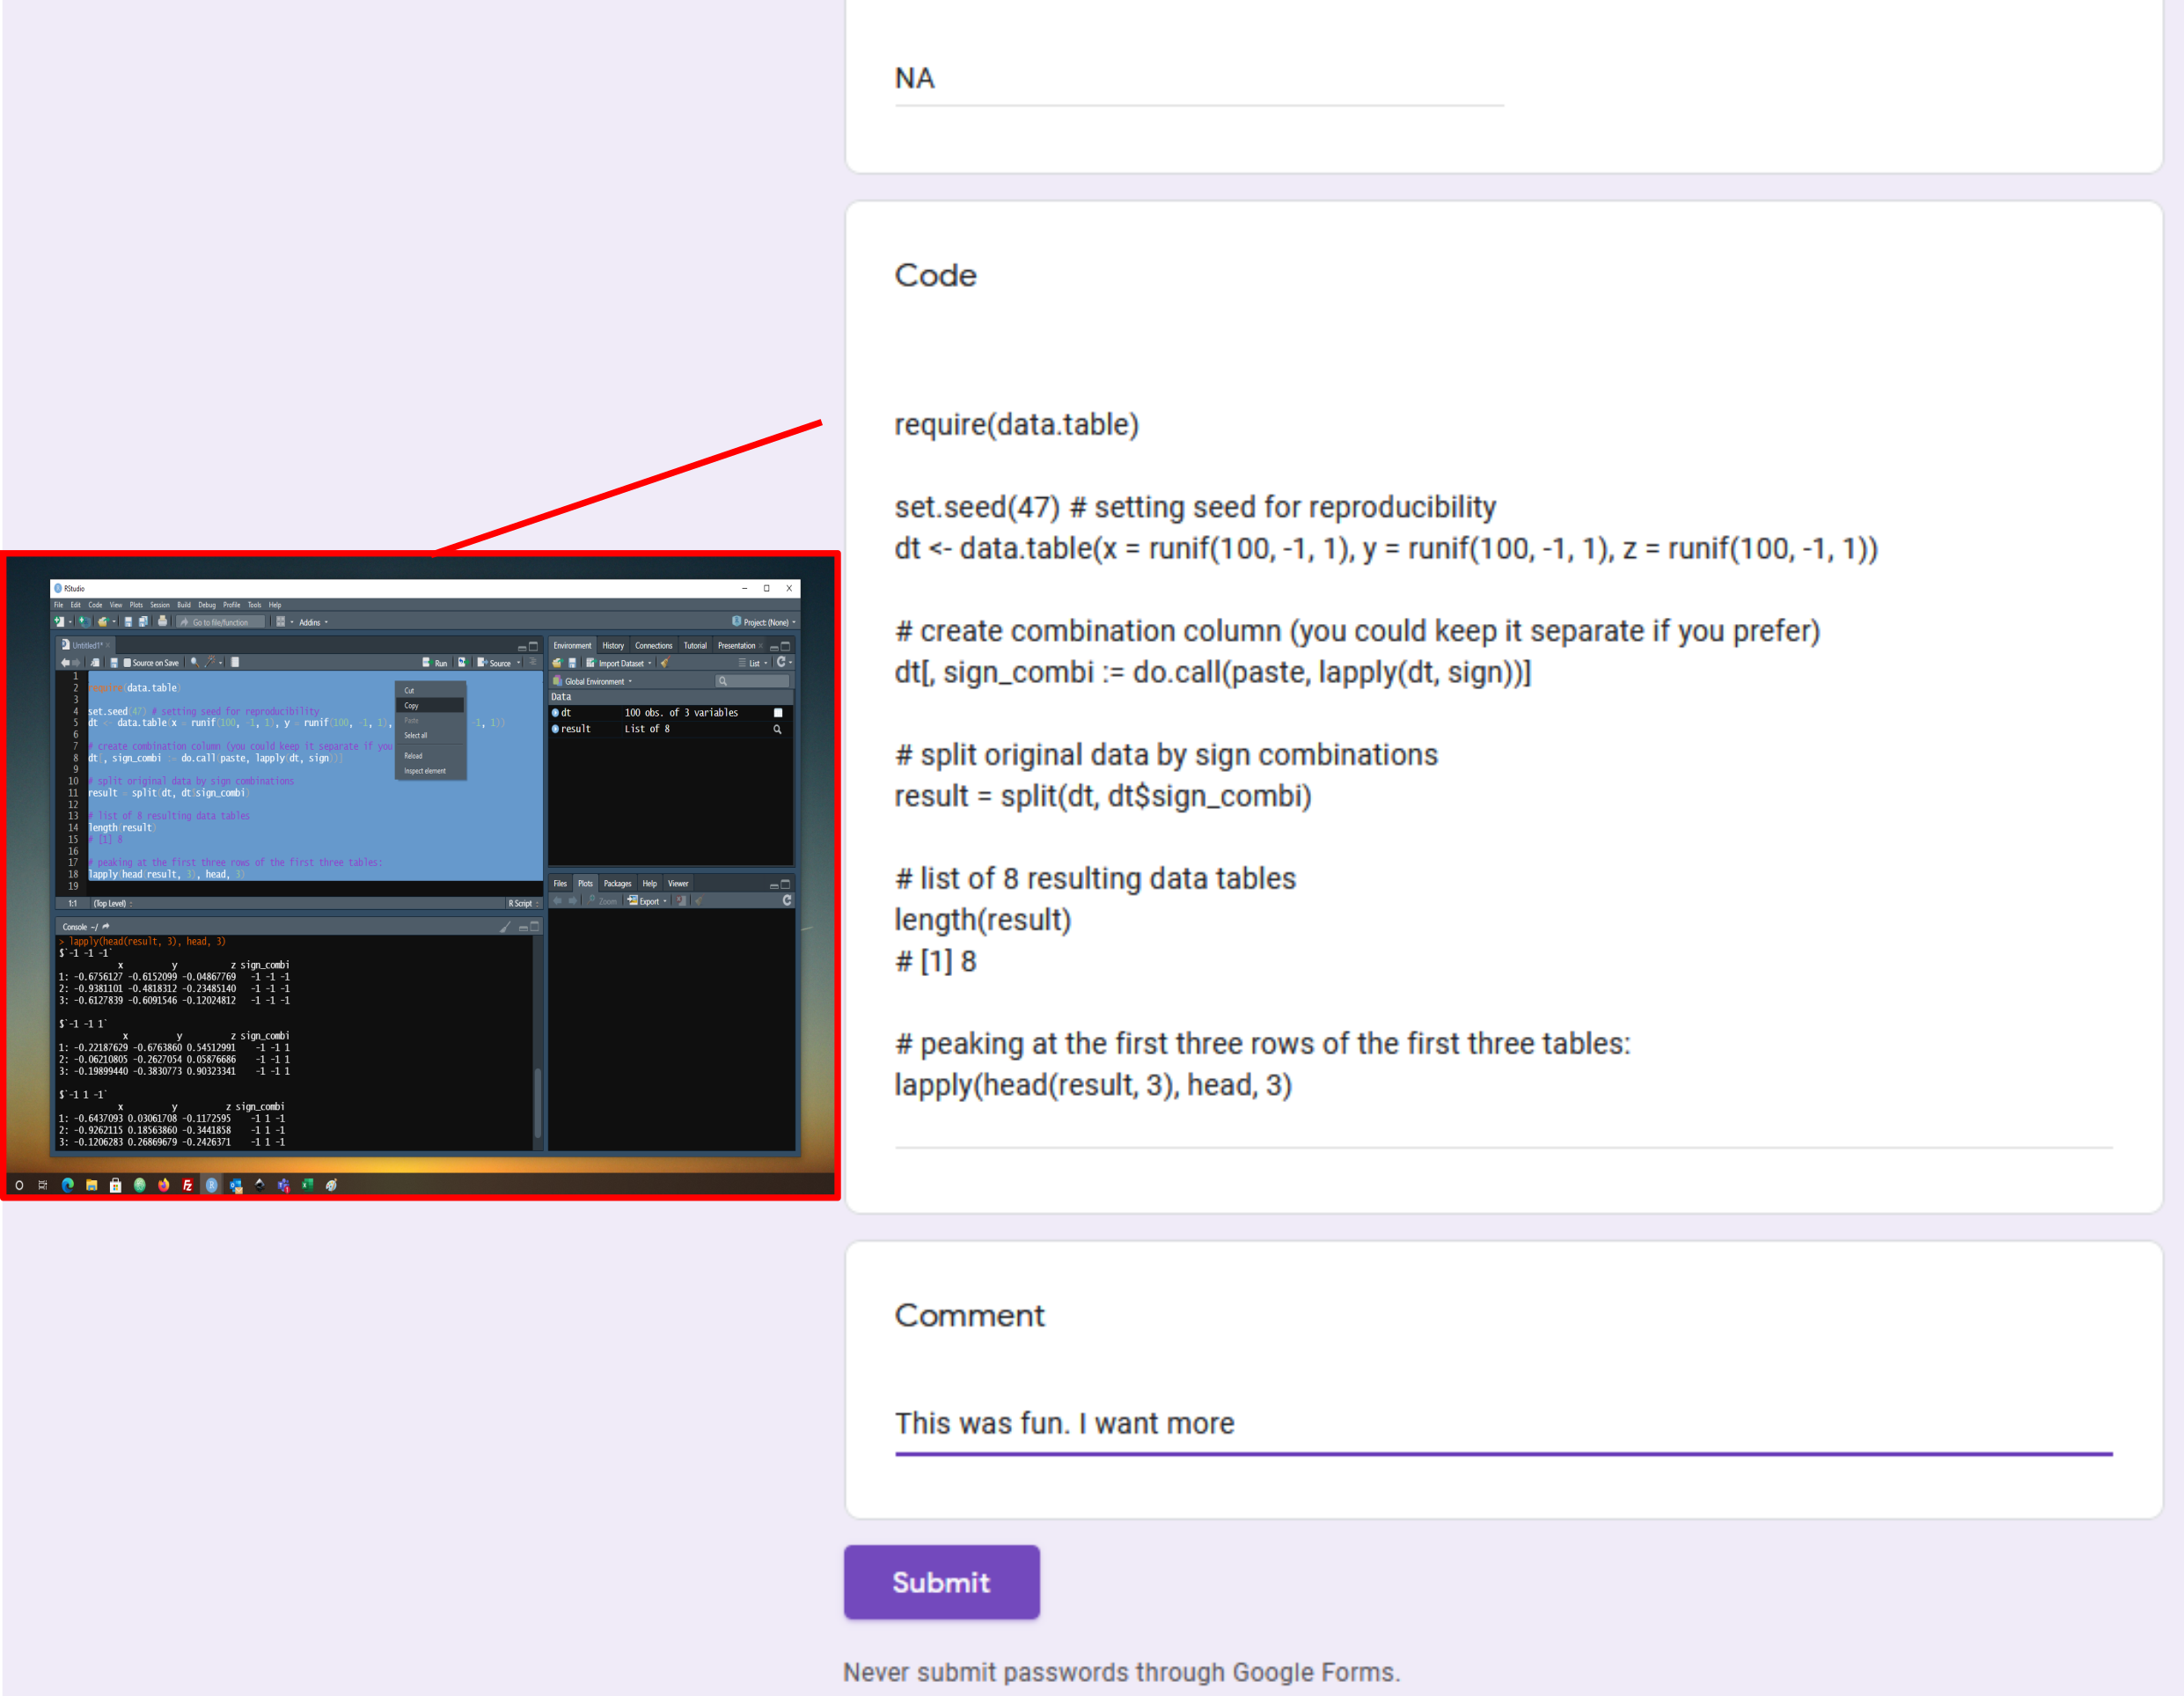 NA
Code
require(data.table)
set.seed(47) # setting seed for reproducibility
dt <- data.table(x = runif(100, -1, 1), y = runif(100, -1, 1), z = runif(100, -1, 1))
# create combination column (you could keep it separate if you prefer)
dt[, sign_combi := do.call(paste, lapply(dt, sign))]
# split original data by sign combinations
result = split(dt, dt$sign_combi)
# list of 8 resulting data tables
length(result)
# [1] 8
# peaking at the first three rows of the first three tables:
lapply(head(result, 3), head, 3)
RStudio
File Edit Code View Plots Session Build Debug Profile Tools Help
Go to file/function Addins Project: (None)
Untitled1*
Source on Save Run Source
1
2 require(data.table)
3
4 set.seed(47) # setting seed for reproducibility
5 dt <- data.table(x = runif(100, -1, 1), y = runif(100, -1, 1), -1, 1))
6
7 # create combination column (you could keep it separate if you
8 dt[, sign_combi := do.call(paste, lapply(dt, sign))]
9
10 # split original data by sign combinations
11 result = split(dt, dt$sign_combi)
12
13 # list of 8 resulting data tables
14 length(result)
15 # [1] 8
16
17 # peaking at the first three rows of the first three tables:
18 lapply(head(result, 3), head, 3)
19
Cut
Copy
Paste
Select all
Reload
Inspect element
1:1 (Top Level) R Script
Environment History Connections Tutorial Presentation
Import Dataset List
Global Environment
Data
dt 100 obs. of 3 variables
result List of 8
Files Plots Packages Help Viewer
Zoom Export
Console ~/
> lapply(head(result, 3), head, 3)
$`-1 -1 -1`
x y z sign_combi
1: -0.6756127 -0.6152099 -0.04867769 -1 -1 -1
2: -0.9381101 -0.4818312 -0.23485140 -1 -1 -1
3: -0.6127839 -0.6091546 -0.12024812 -1 -1 -1
$`-1 -1 1`
x y z sign_combi
1: -0.22187629 -0.6763860 0.54512991 -1 -1 1
2: -0.06210805 -0.2627054 0.05876686 -1 -1 1
3: -0.19899440 -0.3830773 0.90323341 -1 -1 1
$`-1 1 -1`
x y z sign_combi
1: -0.6437093 0.03061708 -0.1172595 -1 1 -1
2: -0.9262115 0.18563860 -0.3441858 -1 1 -1
3: -0.1206283 0.26869679 -0.2426371 -1 1 -1
Comment
This was fun. I want more
Submit
Never submit passwords through Google Forms.